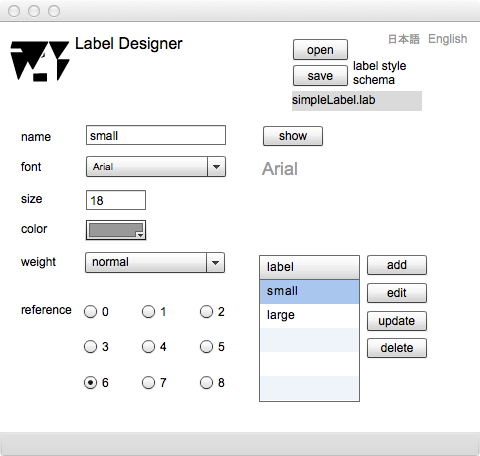 Label Designer
open
日本語 English
save
label style
schema
simpleLabel.lab
name small show
font Arial Arial
size 18
color
weight normal
label add
small edit
large update
delete
reference 0 1 2
3 4 5
6 7 8